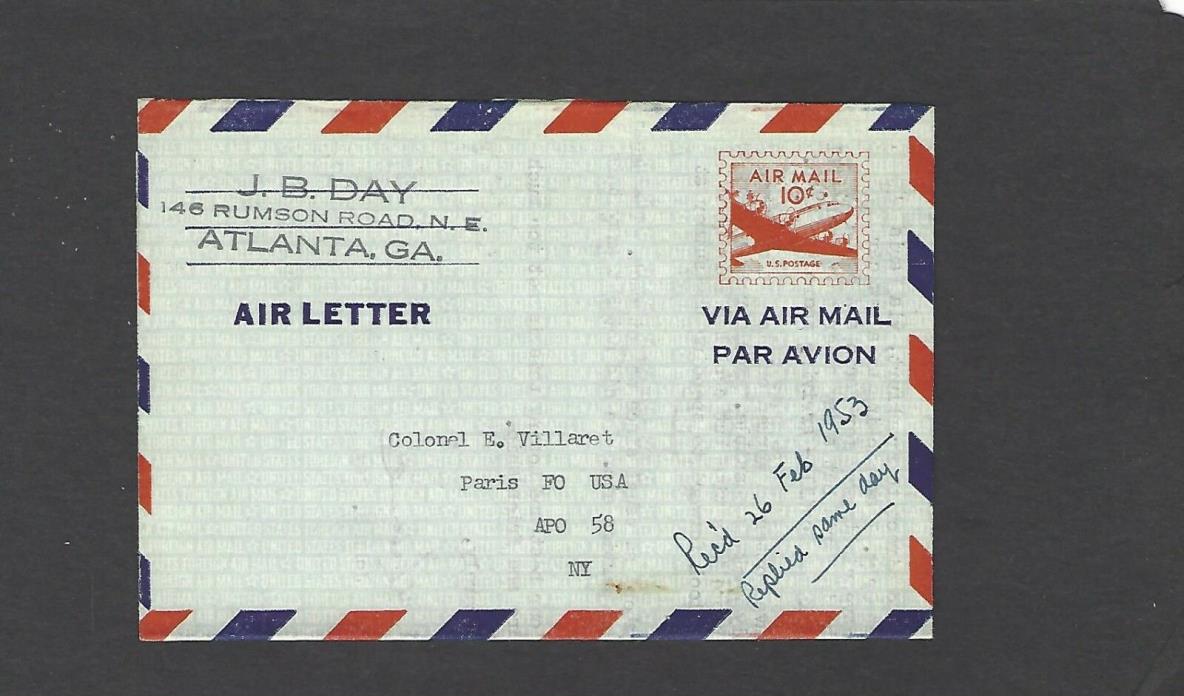 J. B. DAY
146 RUMSON ROAD, N. E.
ATLANTA, GA.
AIR MAIL
10¢
U.S. POSTAGE
AIR LETTER
VIA AIR MAIL
PAR AVION
Colonel E. Villaret
Paris FO USA
APO 58
NY
Rec'd 26 Feb 1953
Replied same day